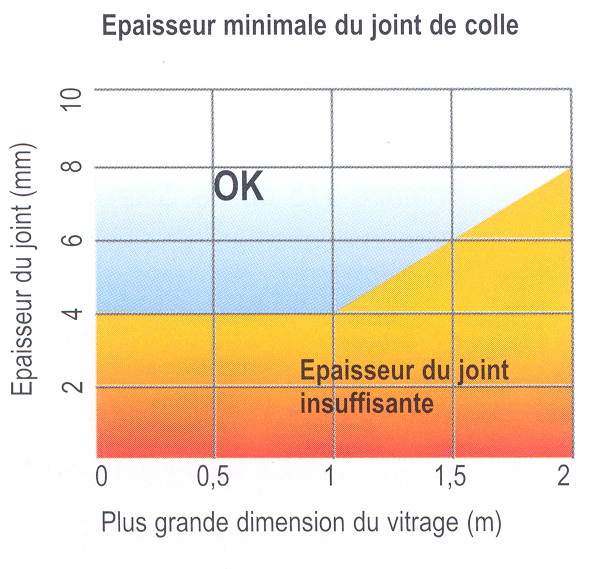 Epaisseur minimale du joint de colle
Epaisseur du joint (mm)
10
8
6
4
2
OK
Epaisseur du joint
insuffisante
0
0,5
1
1,5
2
Plus grande dimension du vitrage (m)